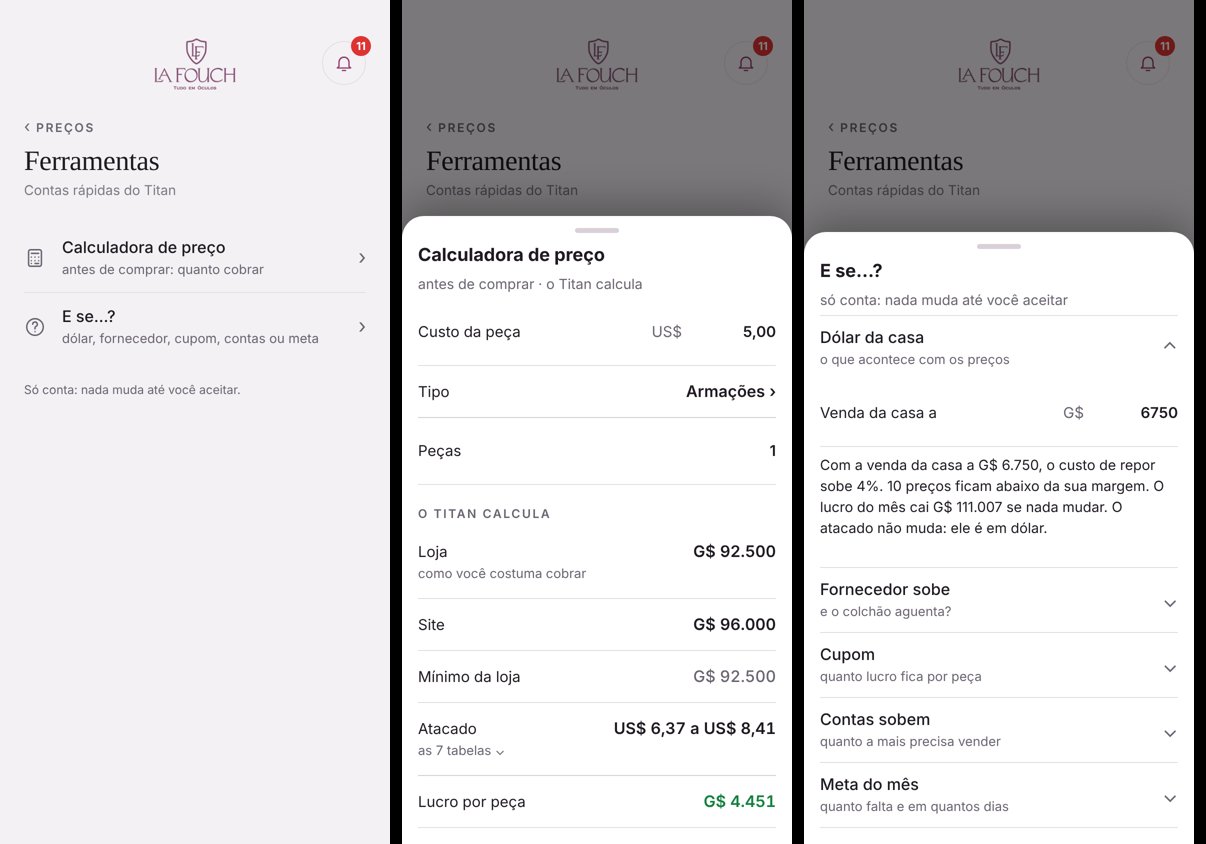 LF
LA FOUCH
TUDO EM ÓCULOS
11
‹ PREÇOS
Ferramentas
Contas rápidas do Titan
Calculadora de preço
antes de comprar: quanto cobrar
E se...?
dólar, fornecedor, cupom, contas ou meta
Só conta: nada muda até você aceitar.
LF
LA FOUCH
TUDO EM ÓCULOS
11
‹ PREÇOS
Ferramentas
Contas rápidas do Titan
Calculadora de preço
antes de comprar · o Titan calcula
Custo da peça US$ 5,00
Tipo Armações ›
Peças 1
O TITAN CALCULA
Loja G$ 92.500
como você costuma cobrar
Site G$ 96.000
Mínimo da loja G$ 92.500
Atacado US$ 6,37 a US$ 8,41
as 7 tabelas
Lucro por peça G$ 4.451
LF
LA FOUCH
TUDO EM ÓCULOS
11
‹ PREÇOS
Ferramentas
Contas rápidas do Titan
E se...?
só conta: nada muda até você aceitar
Dólar da casa
o que acontece com os preços
Venda da casa a G$ 6750
Com a venda da casa a G$ 6.750, o custo de repor
sobe 4%. 10 preços ficam abaixo da sua margem. O
lucro do mês cai G$ 111.007 se nada mudar. O
atacado não muda: ele é em dólar.
Fornecedor sobe
e o colchão aguenta?
Cupom
quanto lucro fica por peça
Contas sobem
quanto a mais precisa vender
Meta do mês
quanto falta e em quantos dias